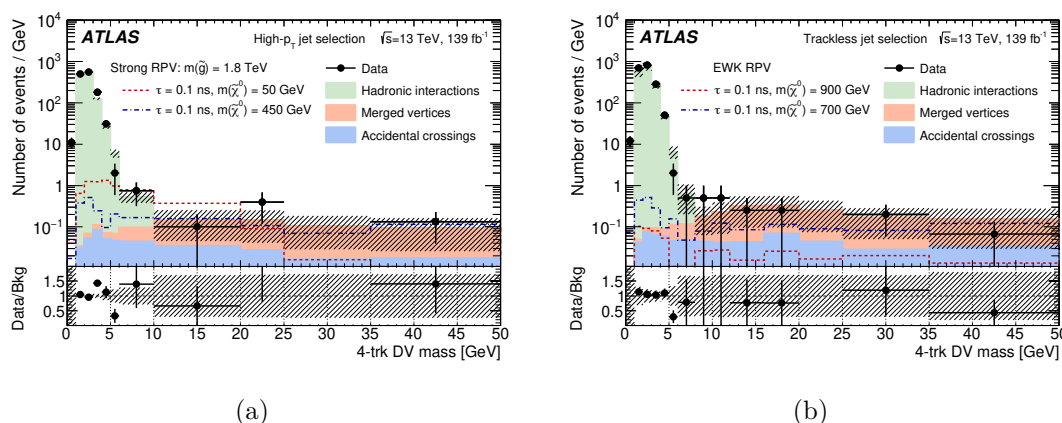 ATLAS High-p_T jet selection √s=13 TeV, 139 fb⁻¹
Strong RPV: m(g̃) = 1.8 TeV
τ = 0.1 ns, m(χ̃⁰) = 50 GeV
τ = 0.1 ns, m(χ̃⁰) = 450 GeV
Data
Hadronic interactions
Merged vertices
Accidental crossings
Number of events / GeV
10⁴
10³
10²
10
1
10⁻¹
Data/Bkg
1.5
1
0.5
0 5 10 15 20 25 30 35 40 45 50
4-trk DV mass [GeV]
(a)
ATLAS Trackless jet selection √s=13 TeV, 139 fb⁻¹
EWK RPV
τ = 0.1 ns, m(χ̃⁰) = 900 GeV
τ = 0.1 ns, m(χ̃⁰) = 700 GeV
Data
Hadronic interactions
Merged vertices
Accidental crossings
Number of events / GeV
10⁴
10³
10²
10
1
10⁻¹
Data/Bkg
1.5
1
0.5
0 5 10 15 20 25 30 35 40 45 50
4-trk DV mass [GeV]
(b)